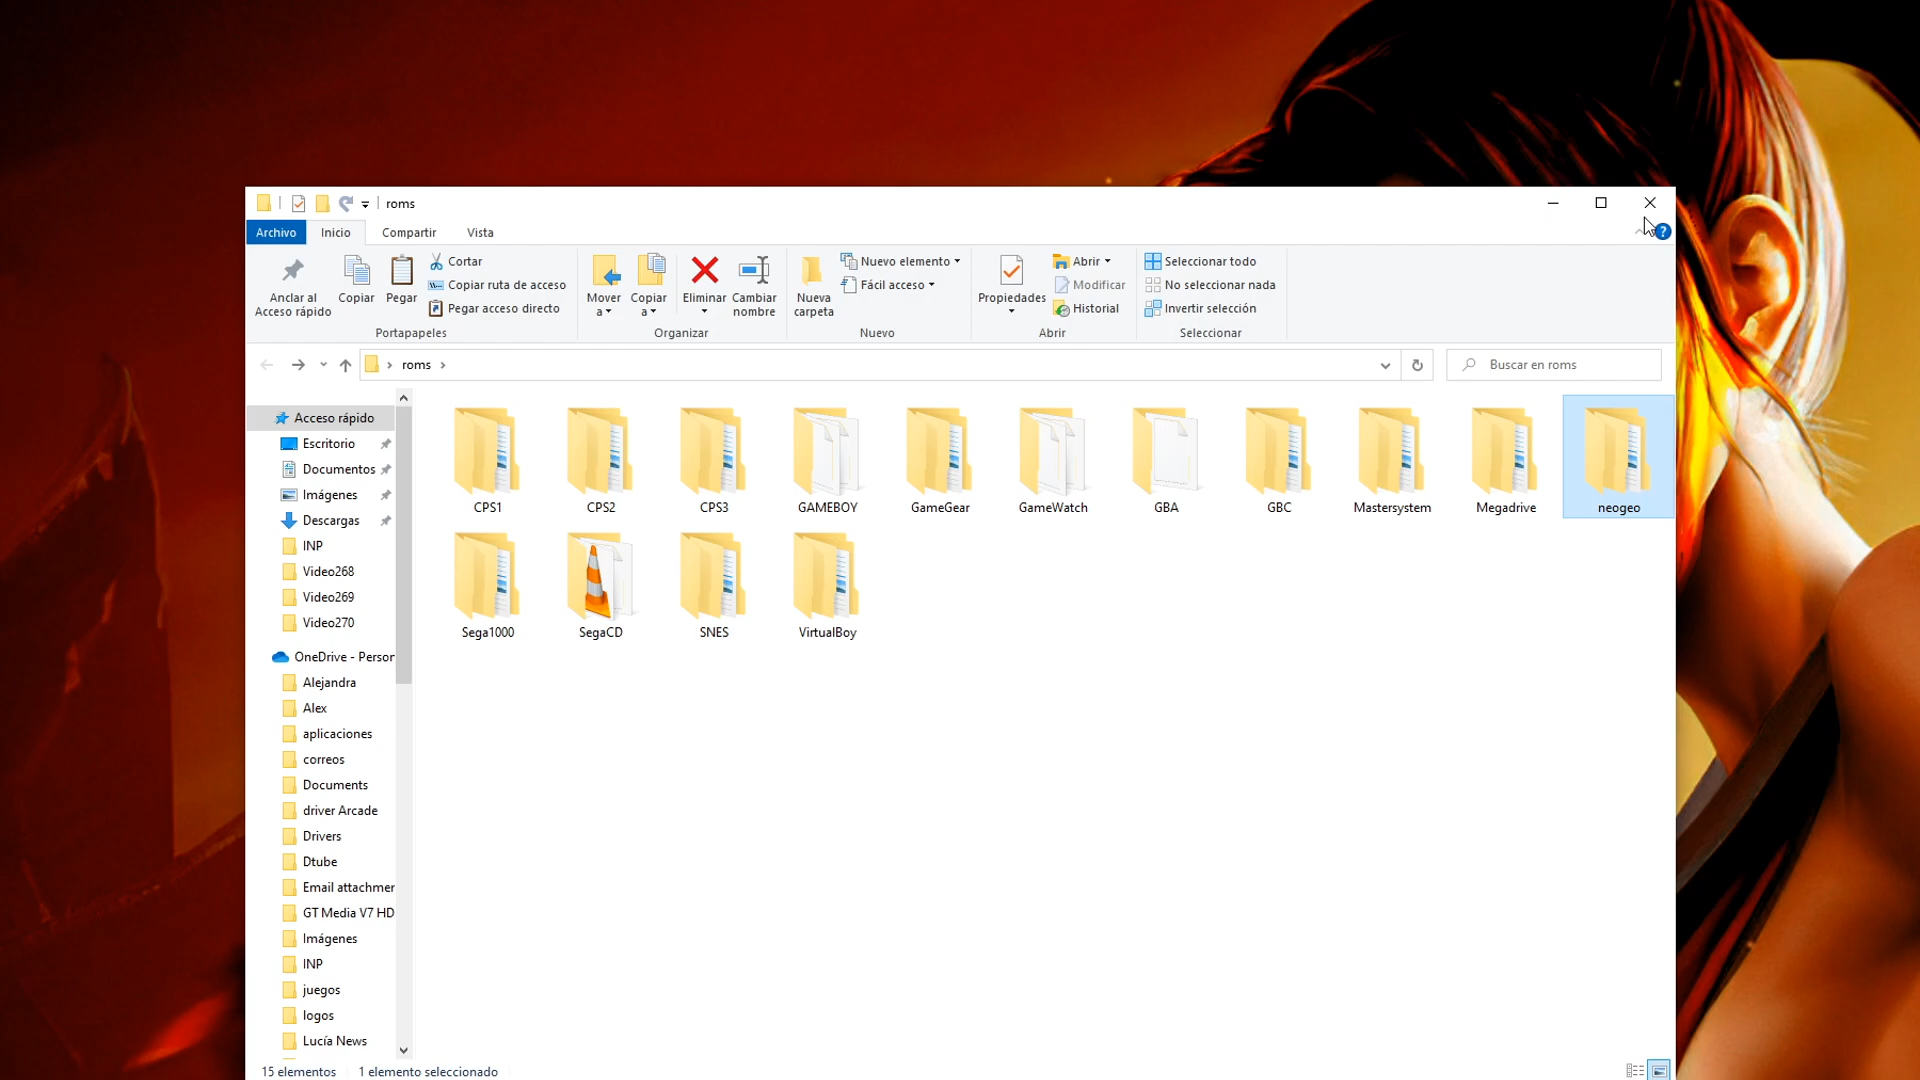 roms
Archivo Inicio Compartir Vista
?
Anclar al
Acceso rápido
Copiar
Pegar
Cortar
Copiar ruta de acceso
Pegar acceso directo
Portapapeles
Mover
a
Copiar
a
Eliminar
Cambiar
nombre
Organizar
Nueva
carpeta
Nuevo elemento
Fácil acceso
Nuevo
Propiedades
Abrir
Modificar
Historial
Abrir
Seleccionar todo
No seleccionar nada
Invertir selección
Seleccionar
roms
Buscar en roms
Acceso rápido
Escritorio
Documentos
Imágenes
Descargas
INP
Video268
Video269
Video270
OneDrive - Persor
Alejandra
Alex
aplicaciones
correos
Documents
driver Arcade
Drivers
Dtube
Email attachmer
GT Media V7 HD
Imágenes
INP
juegos
logos
Lucía News
CPS1 CPS2 CPS3 GAMEBOY GameGear GameWatch GBA GBC Mastersystem Megadrive neogeo
Sega1000 SegaCD SNES VirtualBoy
15 elementos 1 elemento seleccionado